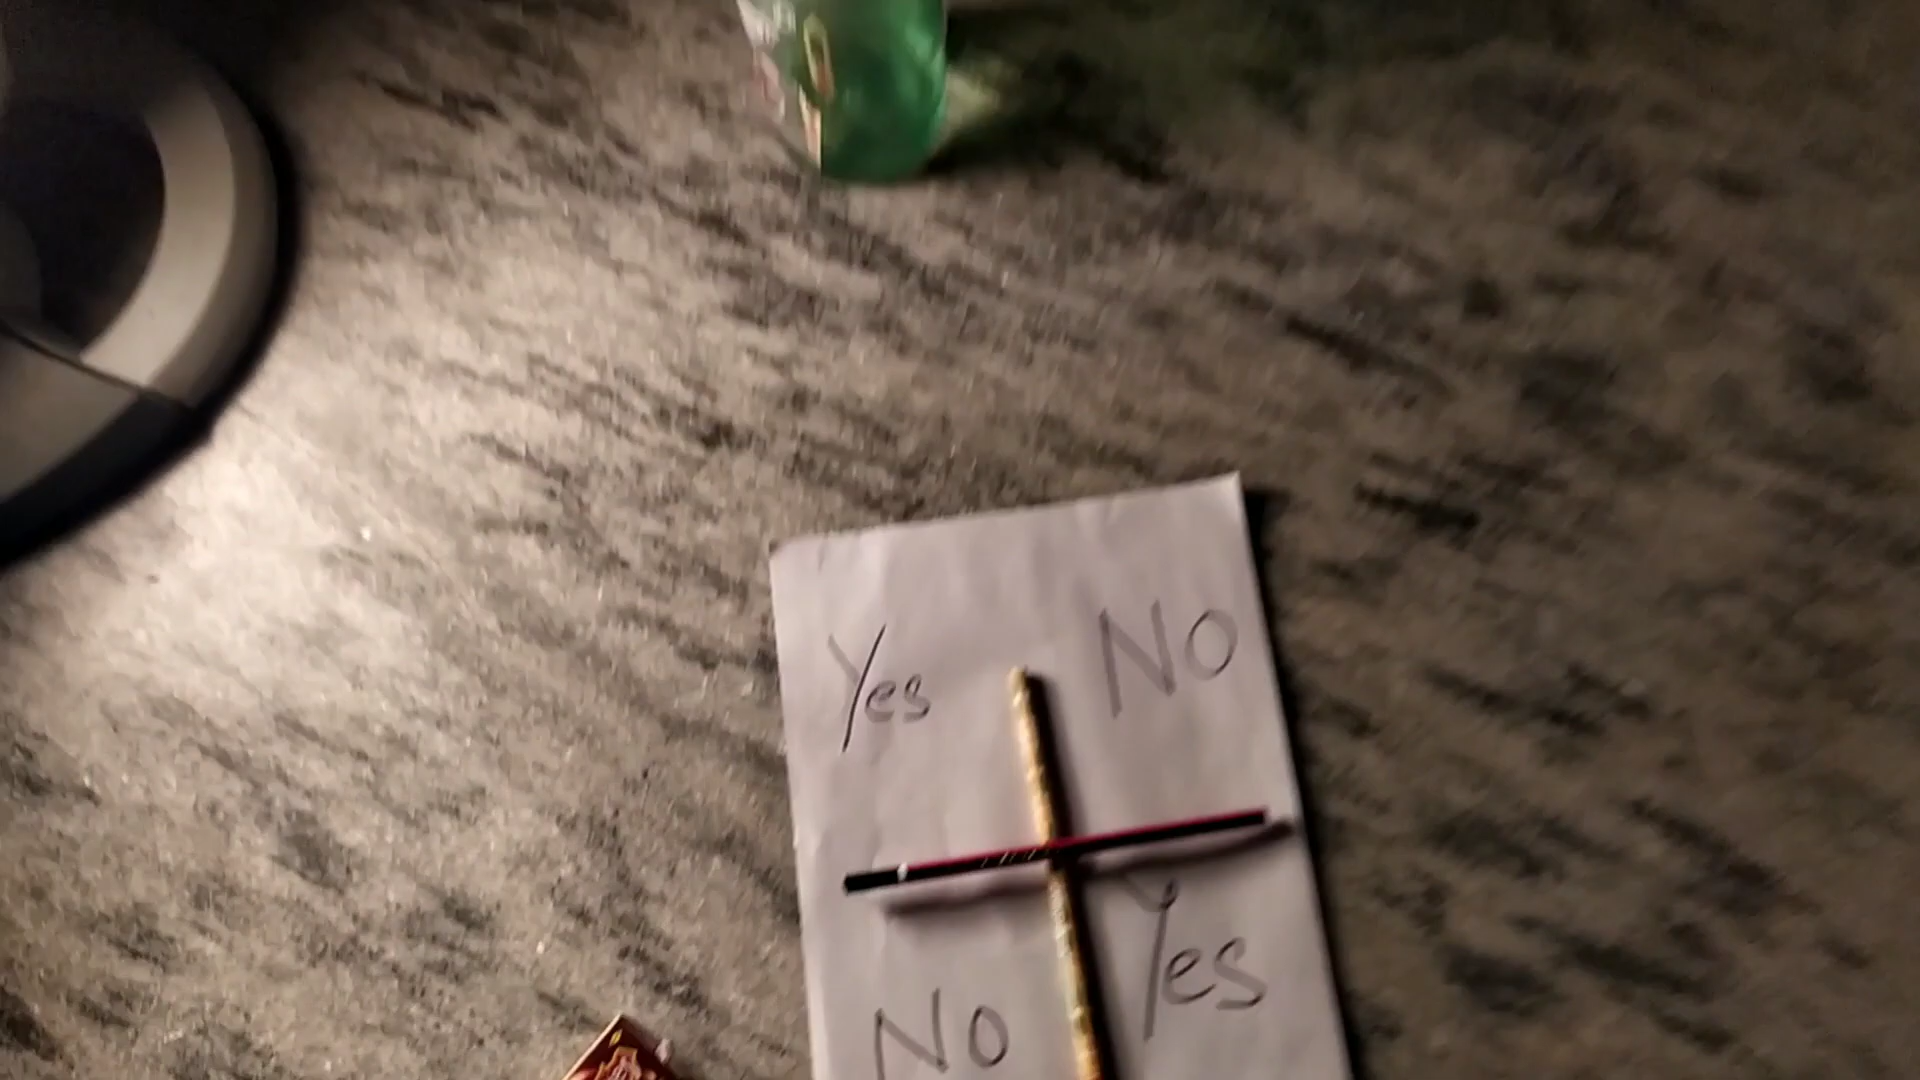 Yes NO
Yes
NO